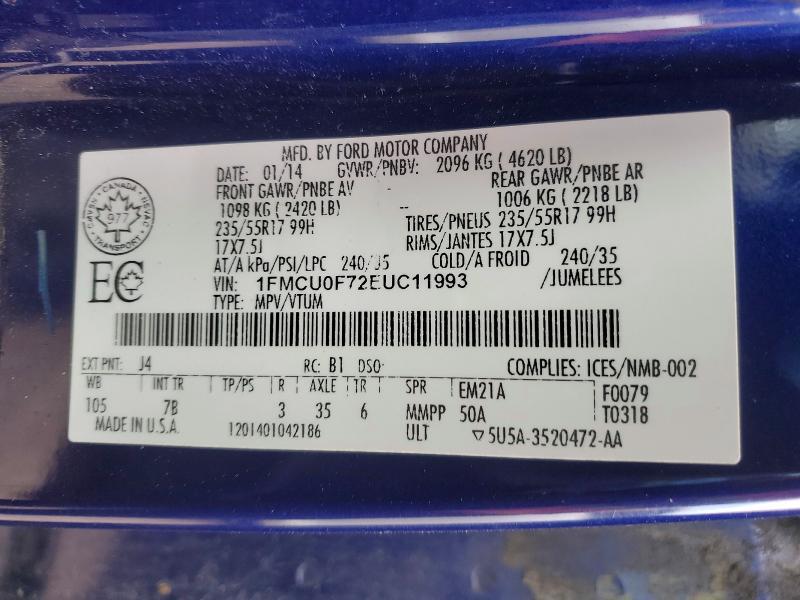 MFD. BY FORD MOTOR COMPANY
DATE: 01/14 GVWR/PNBV: 2096 KG ( 4620 LB)
FRONT GAWR/PNBE AV REAR GAWR/PNBE AR
1098 KG ( 2420 LB) -- 1006 KG ( 2218 LB)
235/55R17 99H TIRES/PNEUS 235/55R17 99H
17X7.5J RIMS/JANTES 17X7.5J
AT/A kPa/PSI/LPC 240/35 COLD/A FROID 240/35
VIN: 1FMCU0F72EUC11993 /JUMELEES
TYPE: MPV/VTUM
CANADA
977
TRANSPORT
EC
EXT PNT: J4 RC: B1 DSO: COMPLIES: ICES/NMB-002
WB INT TR TP/PS R AXLE TR SPR EM21A F0079
105 7B 3 35 6 MMPP 50A T0318
MADE IN U.S.A. 1201401042186 ULT ▽5U5A-3520472-AA